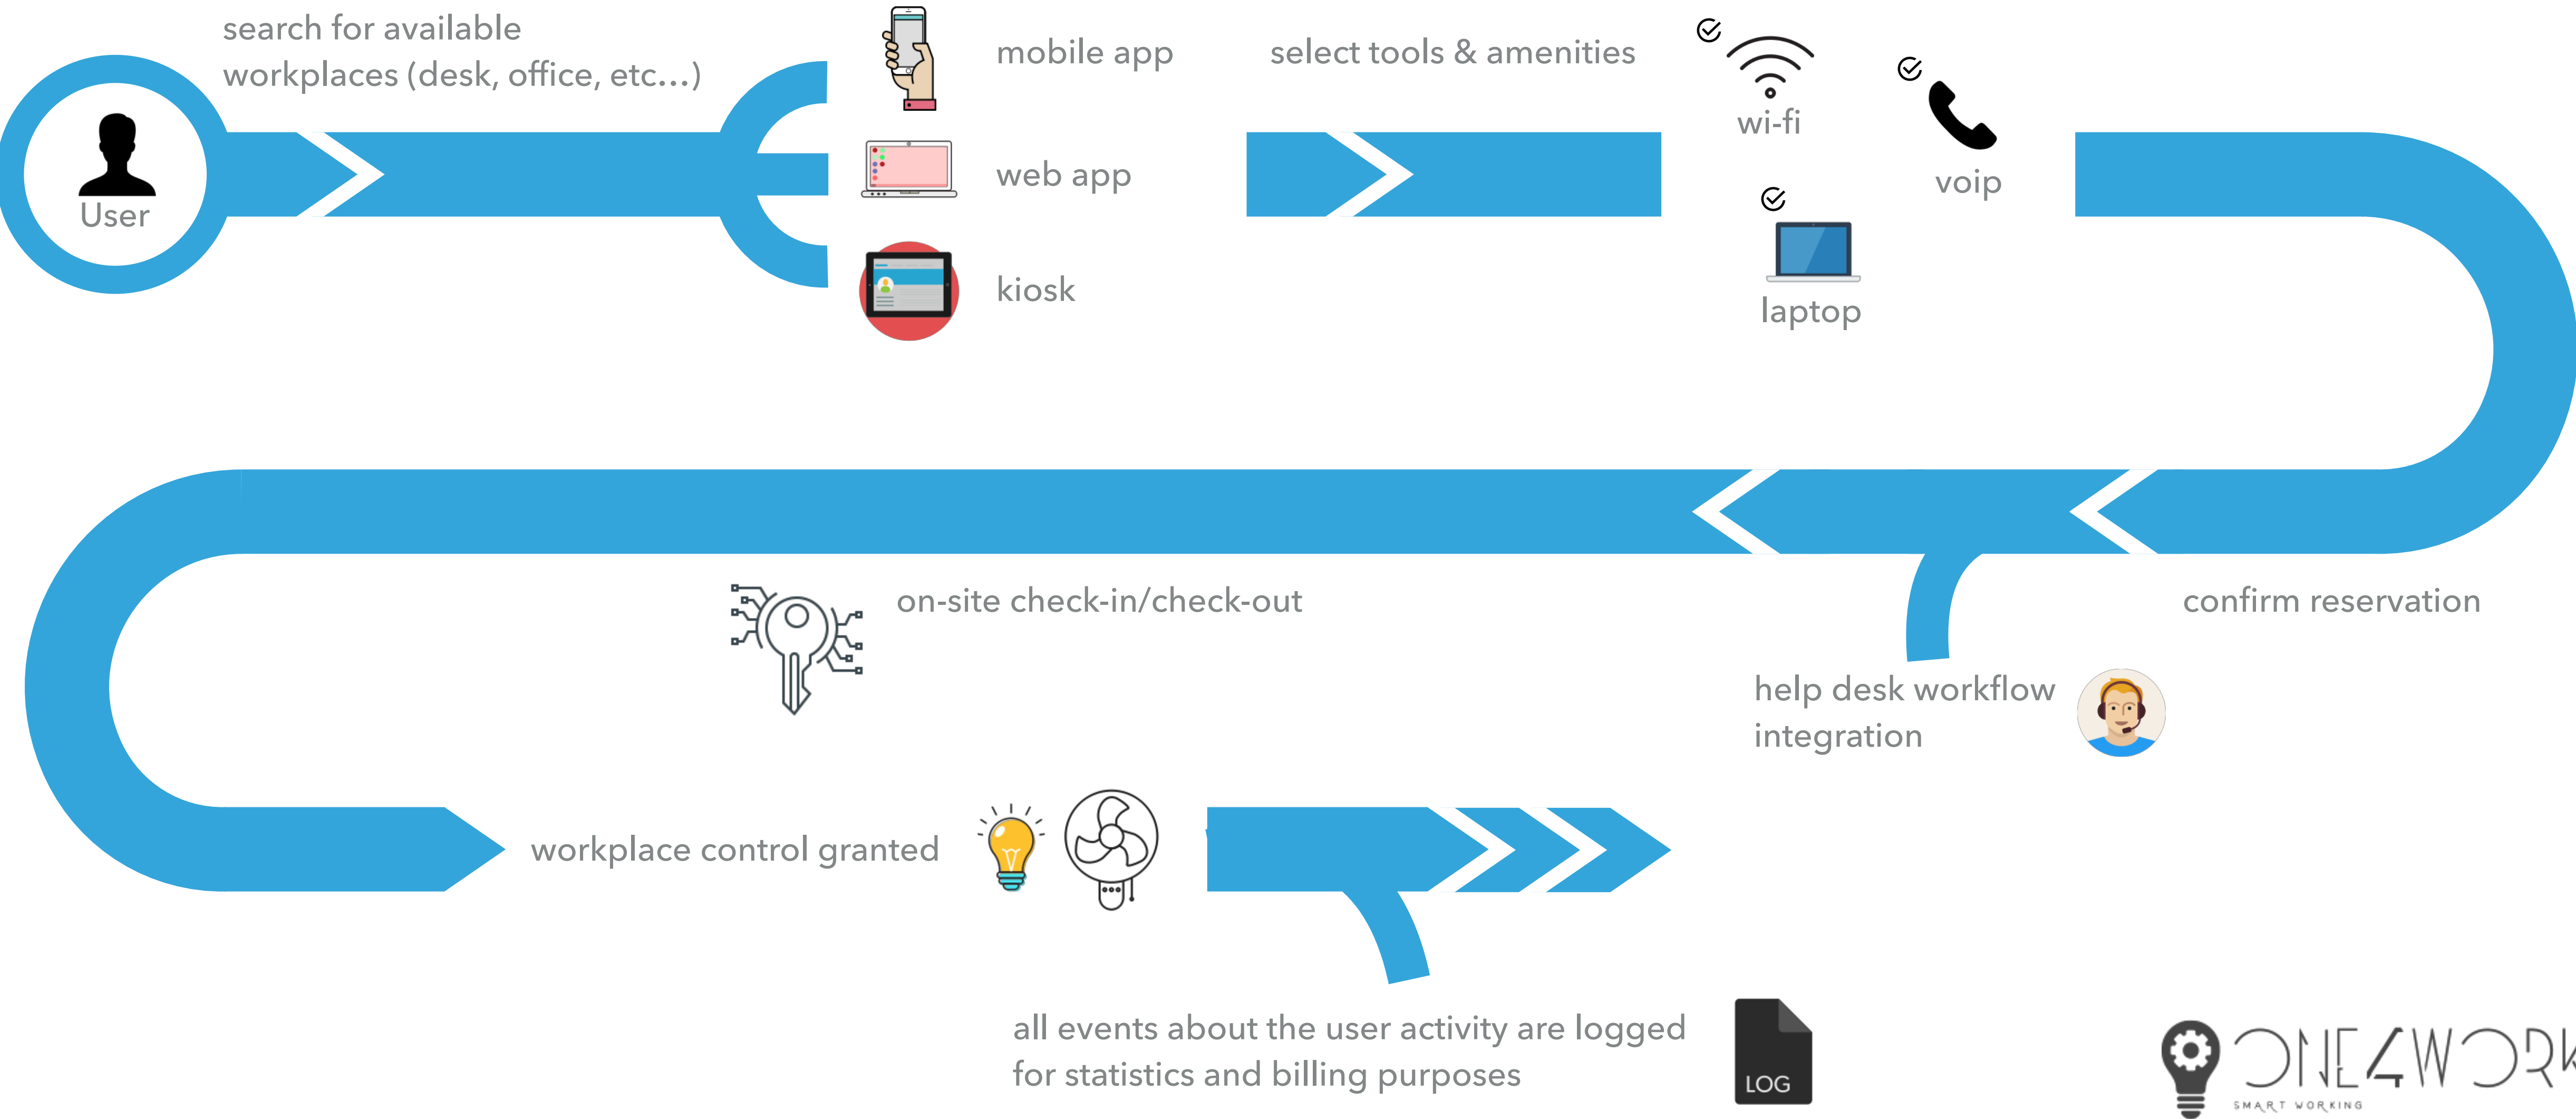 search for available
workplaces (desk, office, etc...)
User
mobile app
web app
kiosk
select tools & amenities
wi-fi
voip
laptop
confirm reservation
help desk workflow
integration
on-site check-in/check-out
workplace control granted
all events about the user activity are logged
for statistics and billing purposes
LOG
ONE4WORK
SMART WORKING